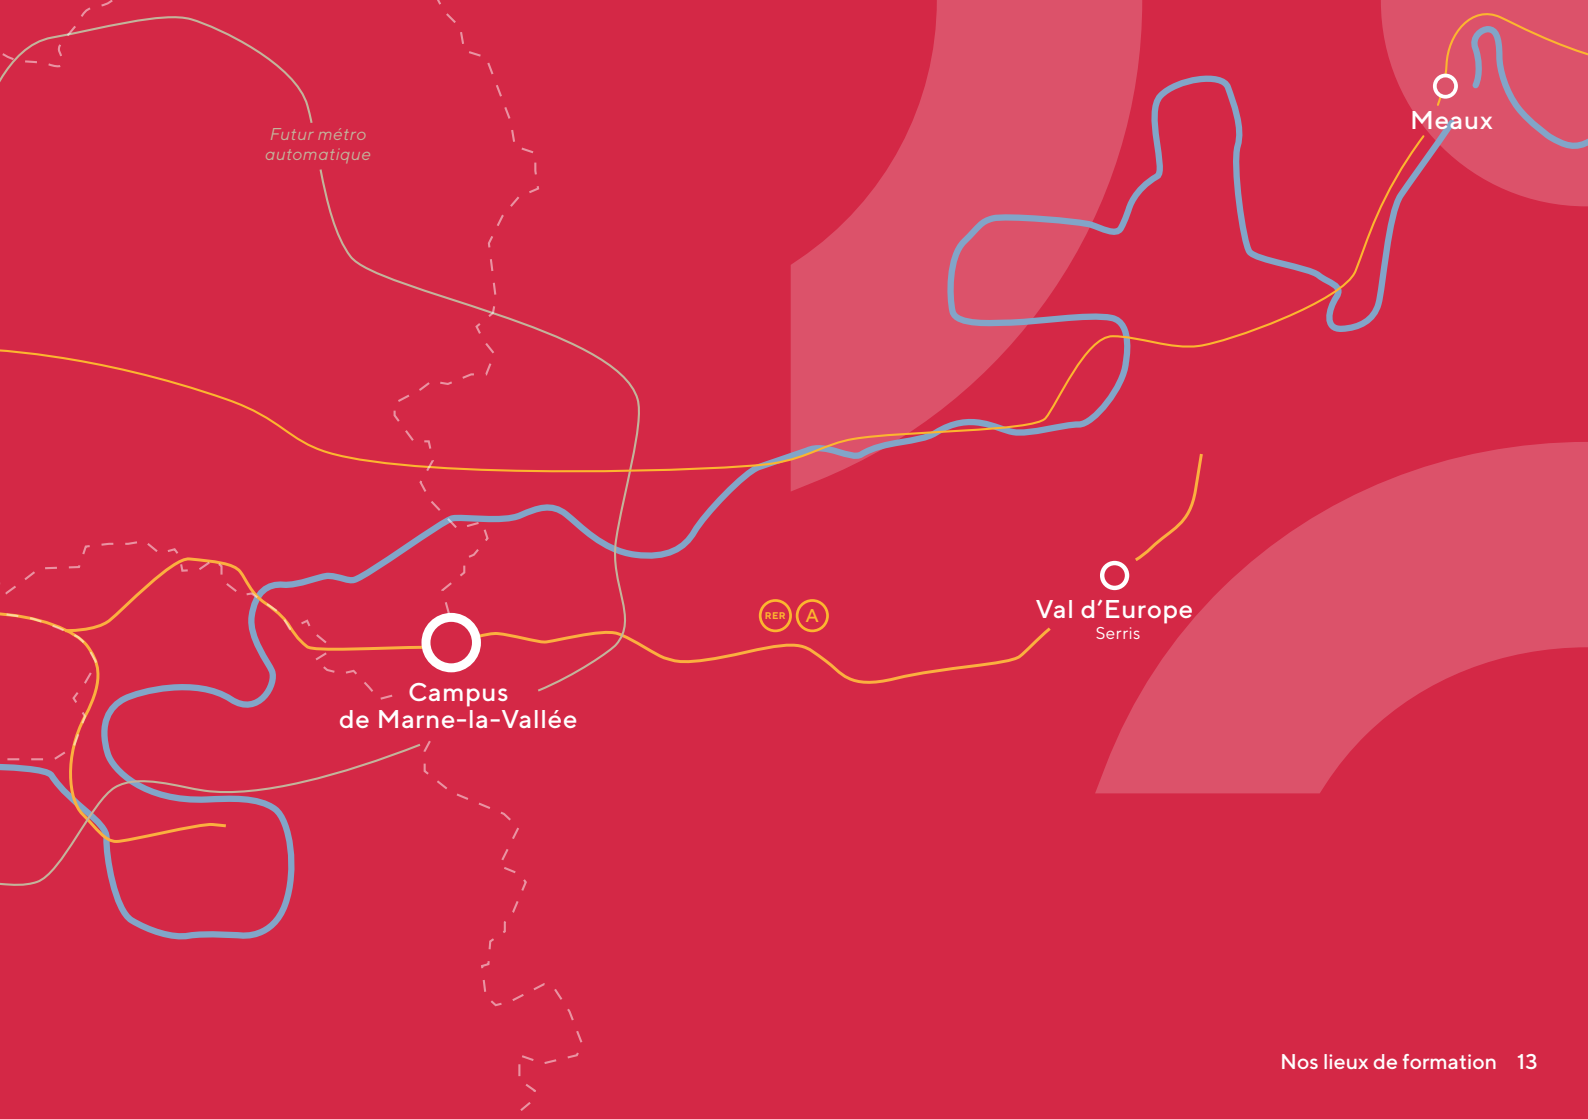 Meaux
Futur métro
automatique
Val d’Europe
Serris
RER A
Campus
de Marne-la-Vallée
Nos lieux de formation 13